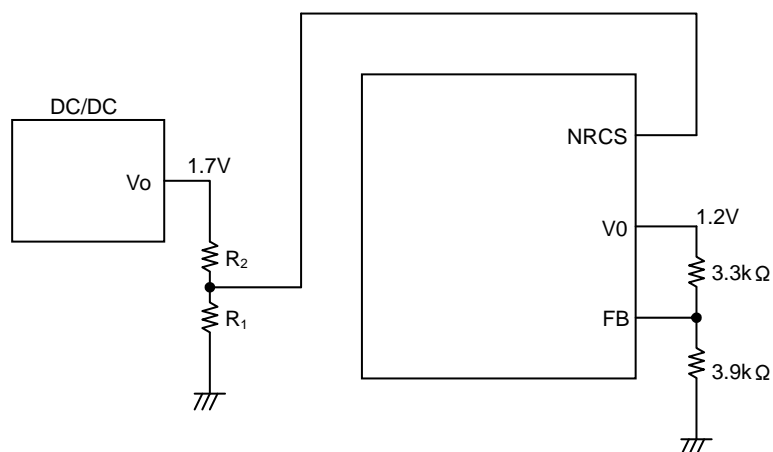 DC/DC
Vo
1.7V
R₂
R₁
NRCS
V0
1.2V
3.3kΩ
FB
3.9kΩ